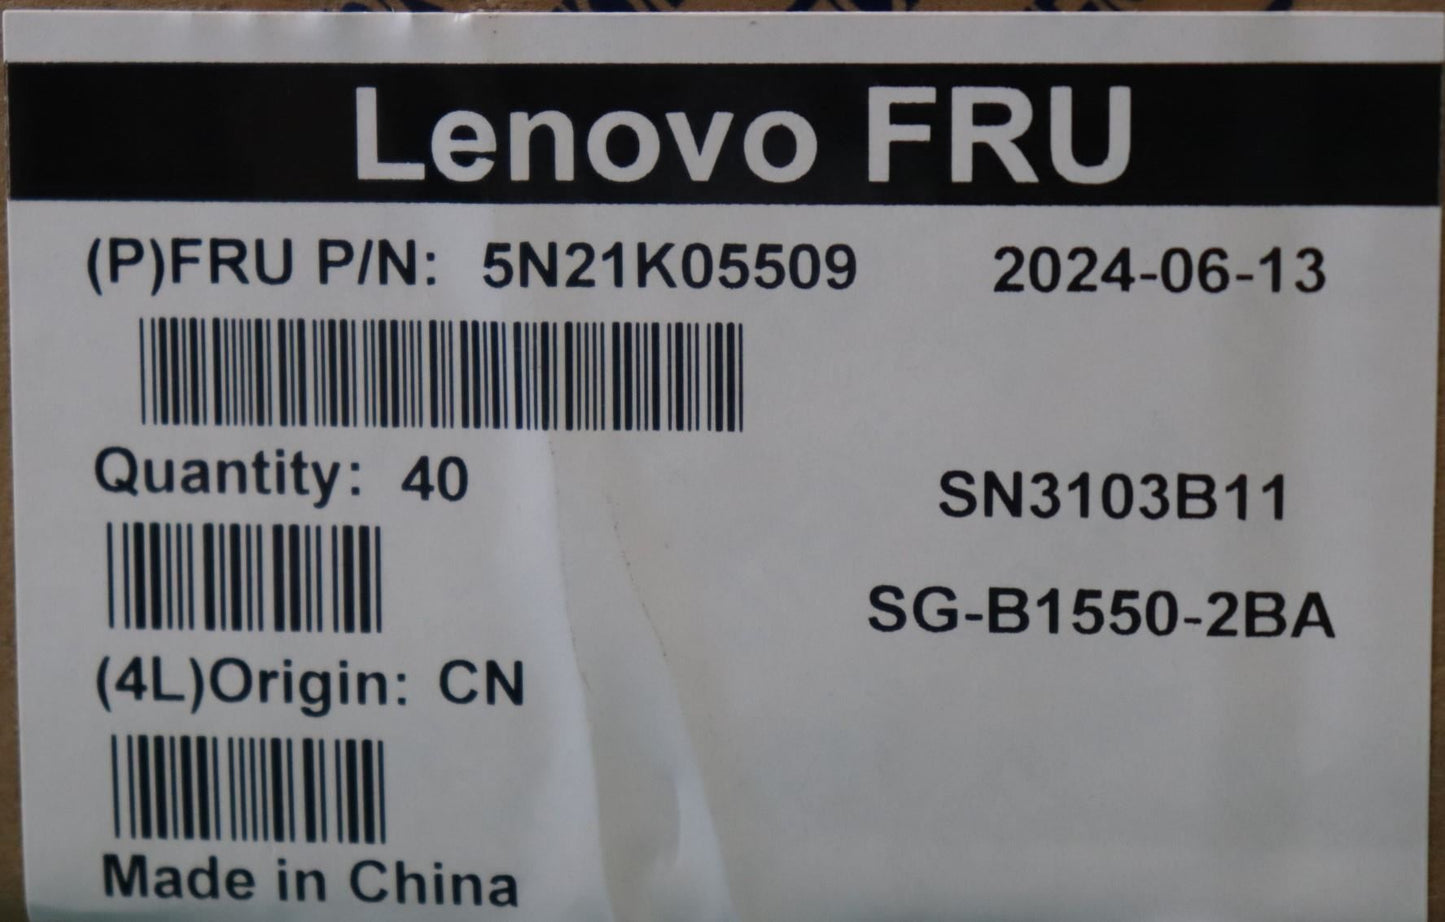 Lenovo FRU
(P)FRU P/N: 5N21K05509 2024-06-13
Quantity: 40
SN3103B11
SG-B1550-2BA
(4L)Origin: CN
Made in China